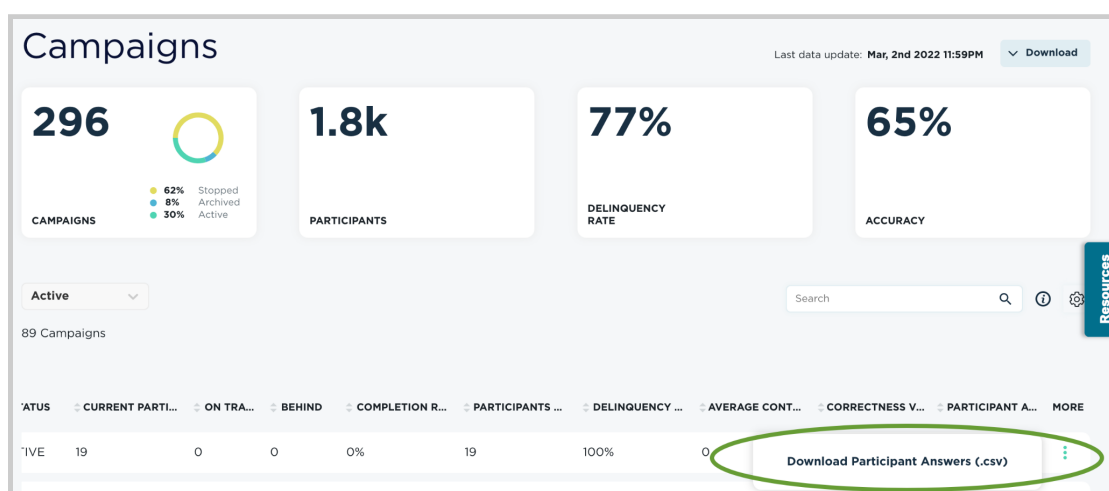 Campaigns
Last data update: Mar, 2nd 2022 11:59PM
Download
296
62% Stopped
8% Archived
30% Active
CAMPAIGNS
1.8k
PARTICIPANTS
77%
DELINQUENCY
RATE
65%
ACCURACY
Resources
Active
Search
89 Campaigns
'ATUS CURRENT PARTI... ON TRA... BEHIND COMPLETION R... PARTICIPANTS ... DELINQUENCY ... AVERAGE CONT... CORRECTNESS V... PARTICIPANT A... MORE
'IVE 19 0 0 0% 19 100% 0
Download Participant Answers (.csv)